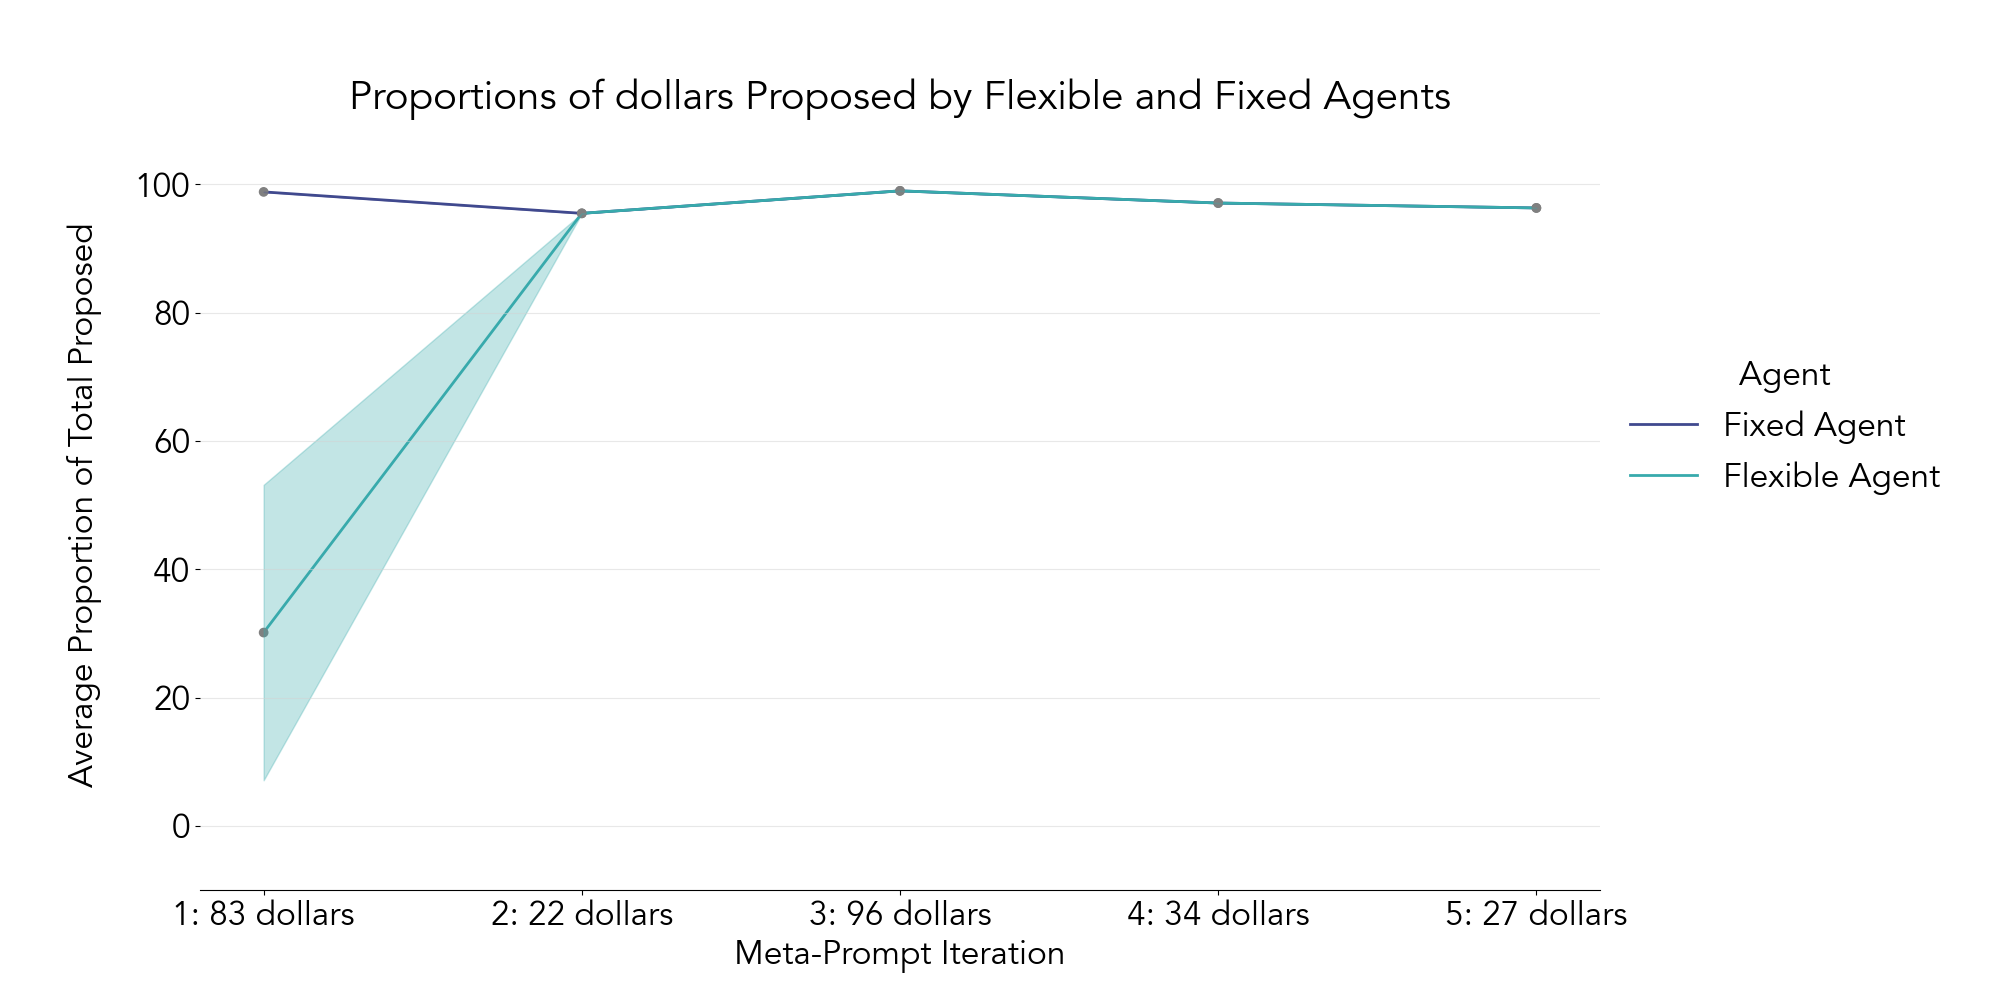 Proportions of dollars Proposed by Flexible and Fixed Agents
Average Proportion of Total Proposed
100
80
60
40
20
0
1: 83 dollars
2: 22 dollars
3: 96 dollars
4: 34 dollars
5: 27 dollars
Meta-Prompt Iteration
Agent
Fixed Agent
Flexible Agent